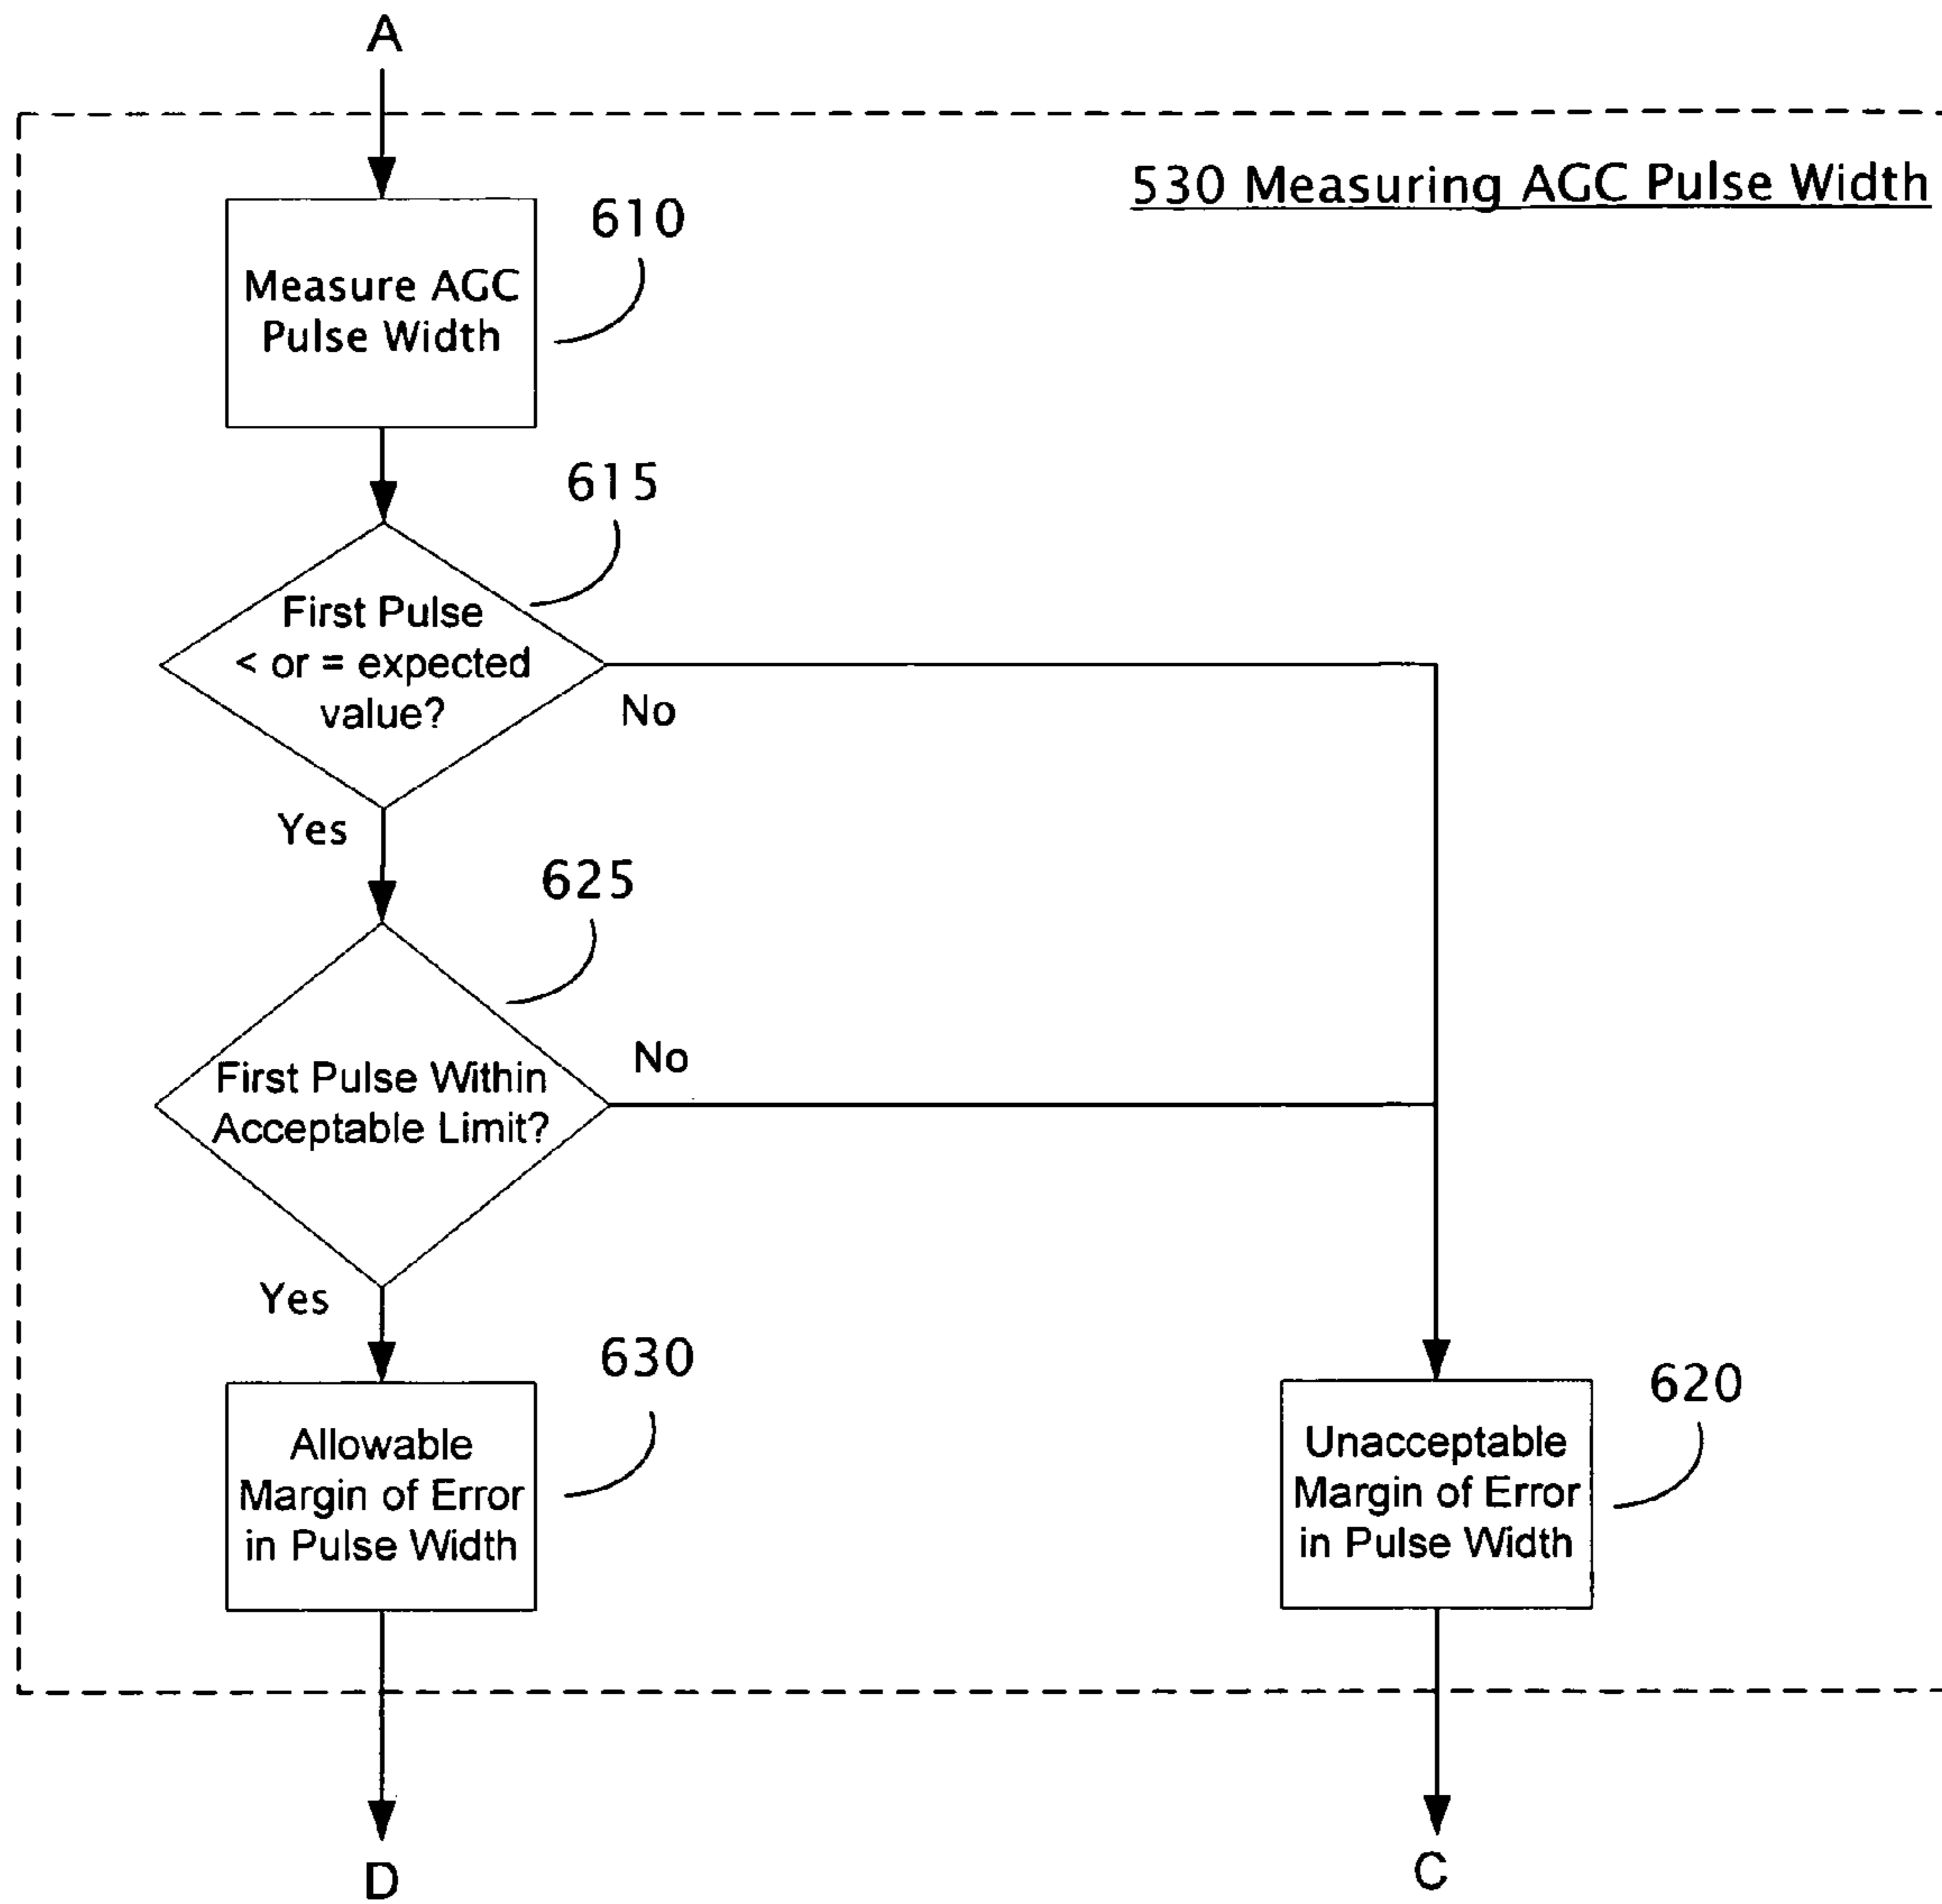 A
530 Measuring AGC Pulse Width
610
Measure AGC
Pulse Width
615
First Pulse
< or = expected
value?
No
Yes
625
First Pulse Within
Acceptable Limit?
No
Yes
630
Allowable
Margin of Error
in Pulse Width
620
Unacceptable
Margin of Error
in Pulse Width
D
C